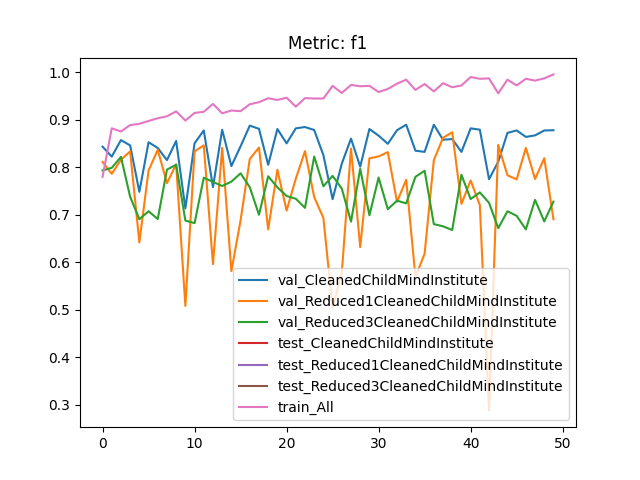 Metric: f1
1.0
0.9
0.8
0.7
0.6
0.5
0.4
0.3
val_CleanedChildMindInstitute
val_Reduced1CleanedChildMindInstitute
val_Reduced3CleanedChildMindInstitute
test_CleanedChildMindInstitute
test_Reduced1CleanedChildMindInstitute
test_Reduced3CleanedChildMindInstitute
train_All
0 10 20 30 40 50